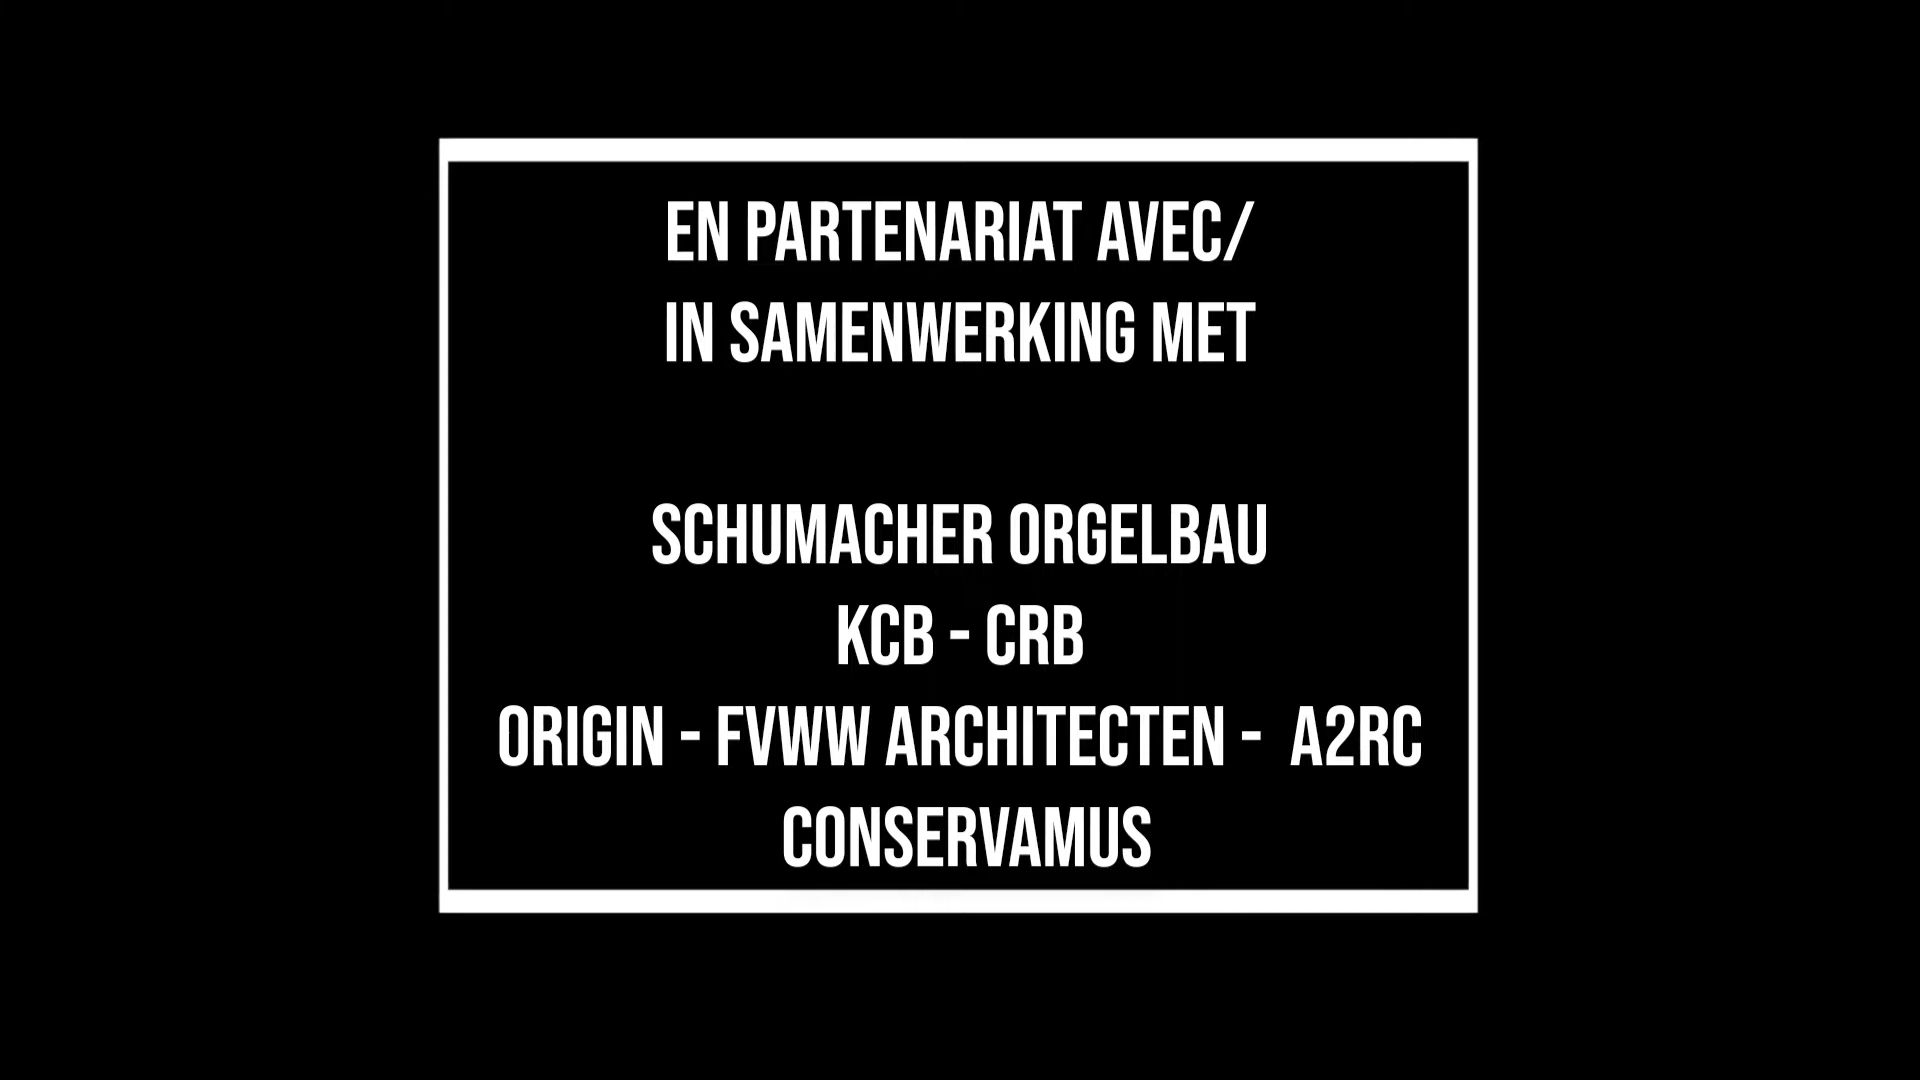 EN PARTENARIAT AVEC/
IN SAMENWERKING MET
SCHUMACHER ORGELBAU
KCB - CRB
ORIGIN - FVWW ARCHITECTEN - A2RC
CONSERVAMUS